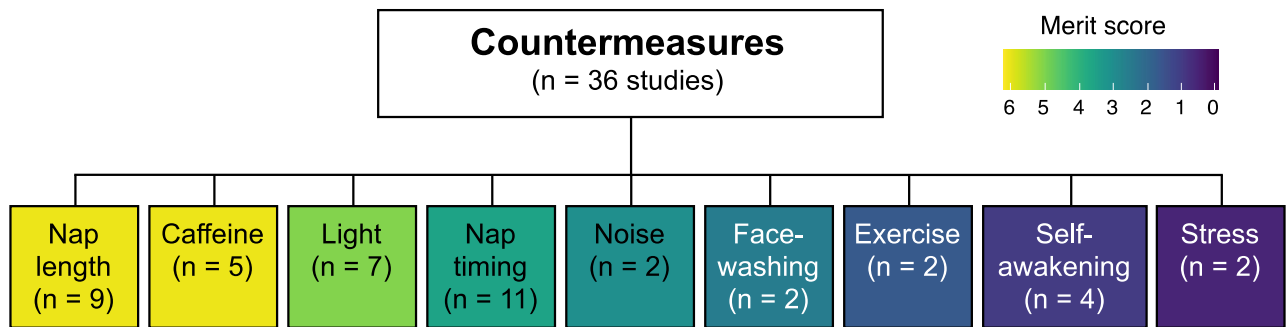 Countermeasures
(n = 36 studies)
Merit score
6 5 4 3 2 1 0
Nap
length
(n = 9)
Caffeine
(n = 5)
Light
(n = 7)
Nap
timing
(n = 11)
Noise
(n = 2)
Face-
washing
(n = 2)
Exercise
(n = 2)
Self-
awakening
(n = 4)
Stress
(n = 2)